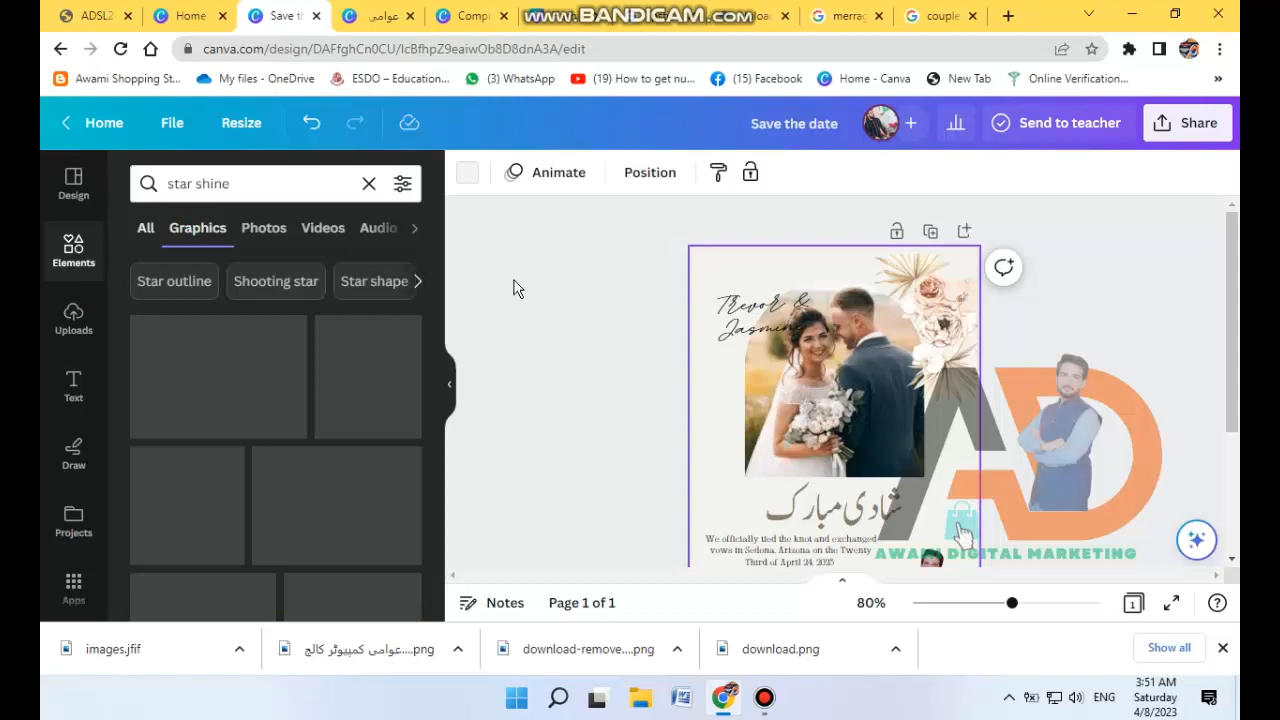 www.BANDICAM.com
ADSL2
Home
Save th
عوامی
Compu
merra
couple
canva.com/design/DAFfghCn0CU/IcBfhpZ9eaiwOb8D8dnA3A/edit
Awami Shopping St...
My files - OneDrive
ESDO – Education...
(3) WhatsApp
(19) How to get nu...
(15) Facebook
Home - Canva
New Tab
Online Verification...
Home
File
Resize
Save the date
Send to teacher
Share
Design
Elements
Uploads
Text
Draw
Projects
Apps
star shine
All
Graphics
Photos
Videos
Audio
Star outline
Shooting star
Star shape
Animate
Position
Trevor &
Jasmine
شادی مبارک
We officially tied the knot and exchanged
vows in Sedona, Arizona on the Twenty
Third of April 24, 2025
AWAMI DIGITAL MARKETING
Notes
Page 1 of 1
80%
1
images.jfif
عوامی کمپیوٹر کالج....png
download-remove....png
download.png
Show all
ENG
3:51 AM
Saturday
4/8/2023